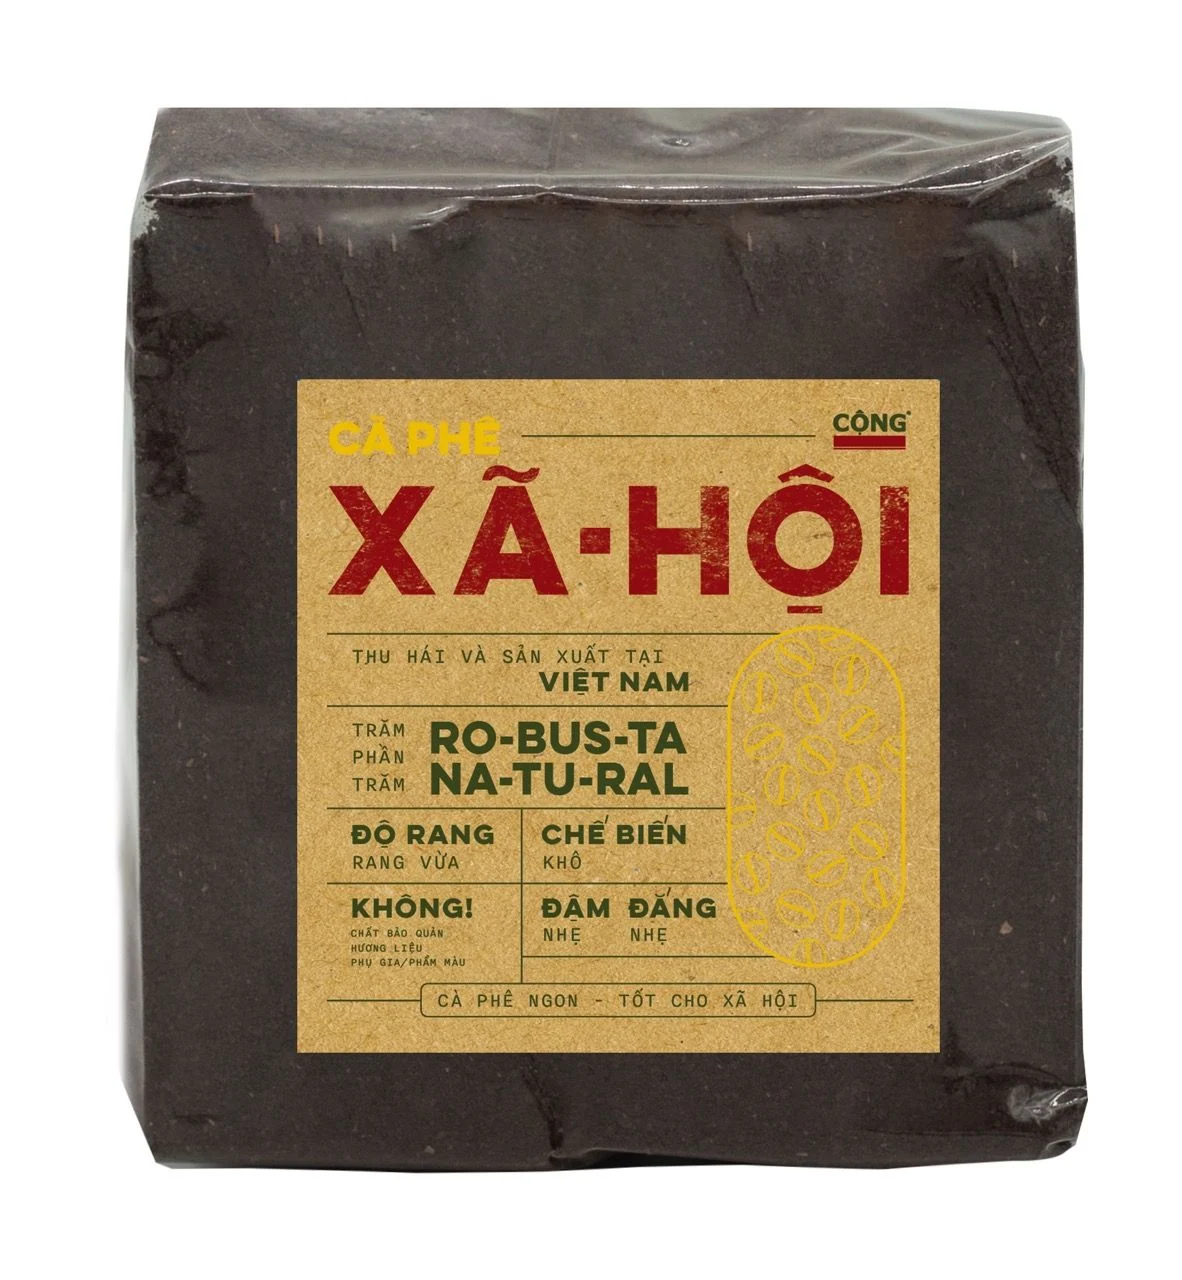 CÀ PHÊ
CỘNG
XÃ-HỘI
THU HÁI VÀ SẢN XUẤT TẠI
VIỆT NAM
TRĂM PHẦN TRĂM
RO-BUS-TA
NA-TU-RAL
ĐỘ RANG
RANG VỪA
CHẾ BIẾN
KHÔ
KHÔNG!
CHẤT BẢO QUẢN
HƯƠNG LIỆU
PHỤ GIA/PHẨM MÀU
ĐẬM ĐẮNG
NHẸ NHẸ
CÀ PHÊ NGON - TỐT CHO XÃ HỘI